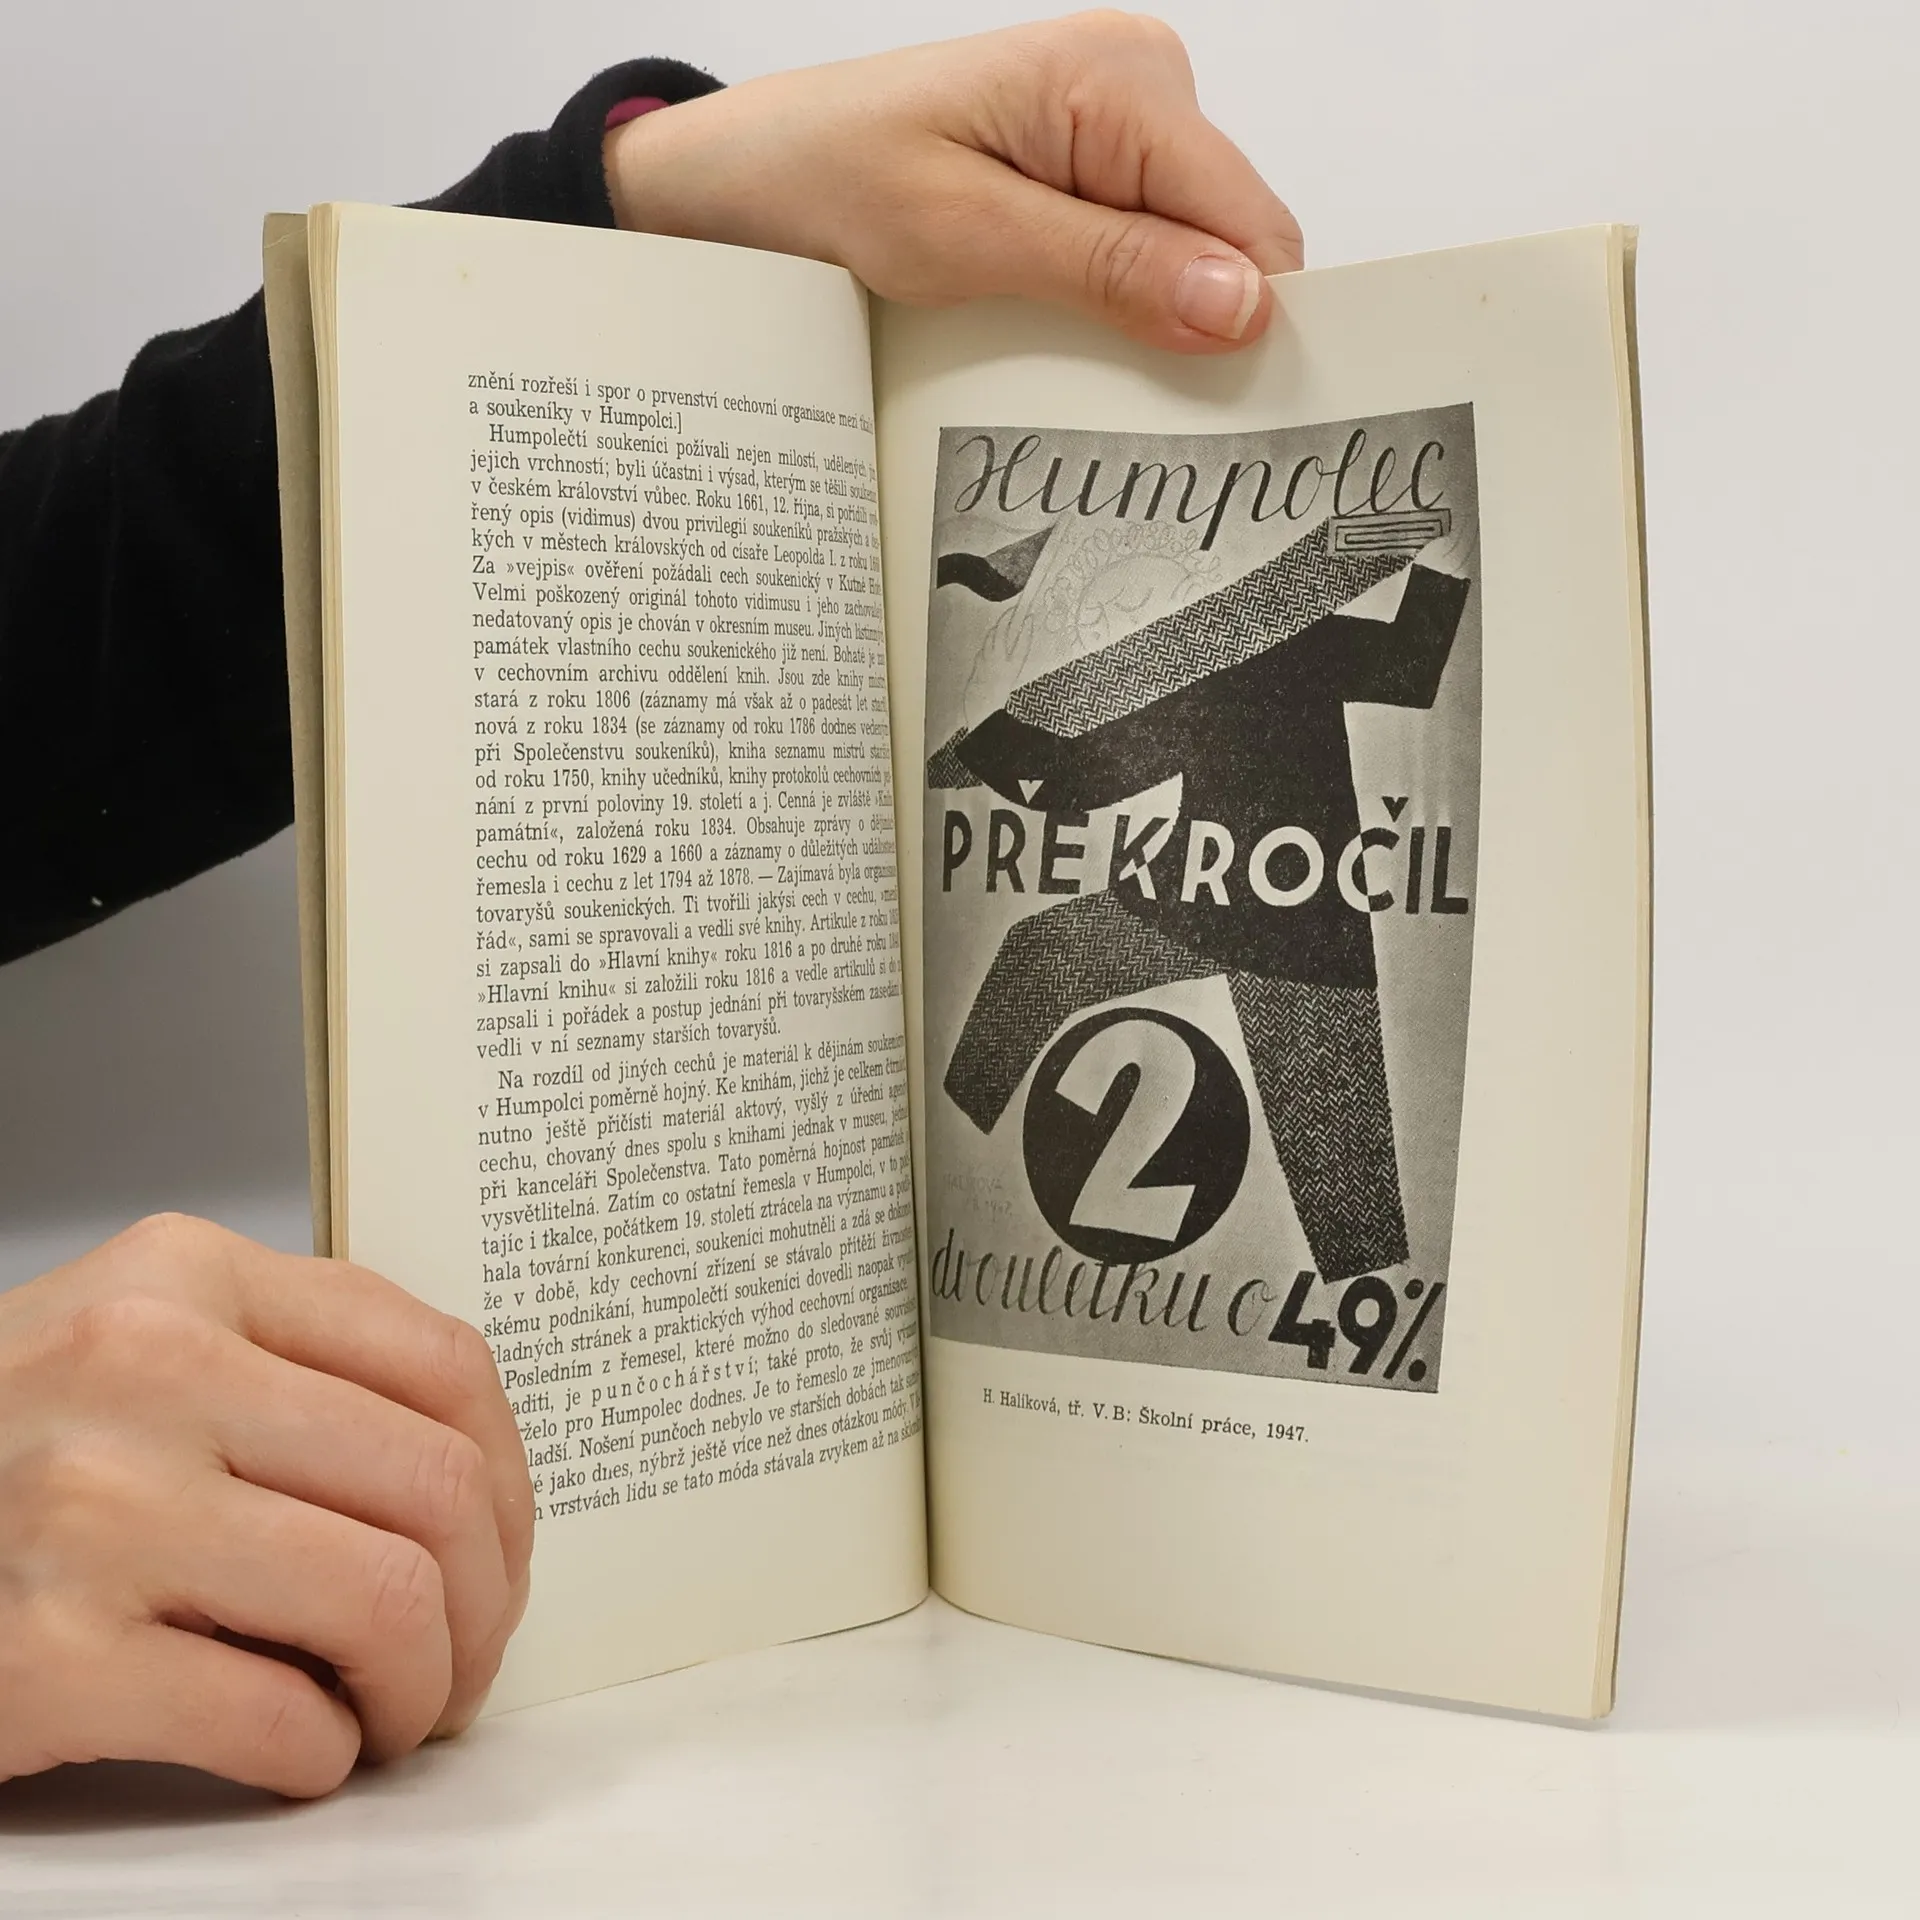 znění rozřeší i spor o prvenství cechovní organisace mezi
a soukeníky v Humpolci.]
Humpolečtí soukeníci požívali nejen milostí, udělených
jejich vrchností; byli účastni i výsad, kterým se těšili
v českém království vůbec. Roku 1661, 12. října, si pořídili
řený opis (vidimus) dvou privilegií soukeníků pražských a
kých v městech královských od císaře Leopolda I. z roku
Za »vejpis« ověření požádali cech soukenický v Kutné
Velmi poškozený originál tohoto vidimusu i jeho
nedatovaný opis je chován v okresním museu. Jiných
památek vlastního cechu soukenického již není. Bohaté je
v cechovním archivu oddělení knih. Jsou zde knihy
stará z roku 1806 (záznamy má však až o padesát let
nová z roku 1834 (se záznamy od roku 1786 dodnes
při Společenstvu soukeníků), kniha seznamu mistrů
od roku 1750, knihy učedníků, knihy protokolů cechovních
nání z první poloviny 19. století a j. Cenná je zvláště
památní«, založená roku 1834. Obsahuje zprávy o
cechu od roku 1629 a 1660 a záznamy o důležitých
řemesla i cechu z let 1794 až 1878. — Zajímavá byla
tovaryšů soukenických. Ti tvořili jakýsi cech v cechu,
řád«, sami se spravovali a vedli své knihy. Artikule z roku
si zapsali do »Hlavní knihy« roku 1816 a po druhé roku
»Hlavní knihu« si založili roku 1816 a vedle artikulů si do
zapsali i pořádek a postup jednání při tovaryšském
vedli v ní seznamy starších tovaryšů.
Na rozdíl od jiných cechů je materiál k dějinám
v Humpolci poměrně hojný. Ke knihám, jichž je celkem
nutno ještě přičísti materiál aktový, vyšlý z úřední
cechu, chovaný dnes spolu s knihami jednak v museu,
při kanceláři Společenstva. Tato poměrná hojnost
vysvětlitelná. Zatím co ostatní řemesla v Humpolci, v to
tajíc i tkalce, počátkem 19. století ztrácela na významu a
hala tovární konkurenci, soukeníci mohutněli a zdá se
že v době, kdy cechovní zřízení se stávalo přítěží
skému podnikání, humpolečtí soukeníci dovedli naopak
kladných stránek a praktických výhod cechovní organisace.
Posledním z řemesel, které možno do sledované
aditi, je punčochářství; také proto, že svůj
rželo pro Humpolec dodnes. Je to řemeslo ze
ladší. Nošení punčoch nebylo ve starších dobách tak
é jako dnes, nýbrž ještě více než dnes otázkou módy.
h vrstvách lidu se tato móda stávala zvykem až na
Humpolec
PŘEKROČIL
2
dvouletku o 49%
H. Halíková, tř. V. B: Školní práce, 1947.